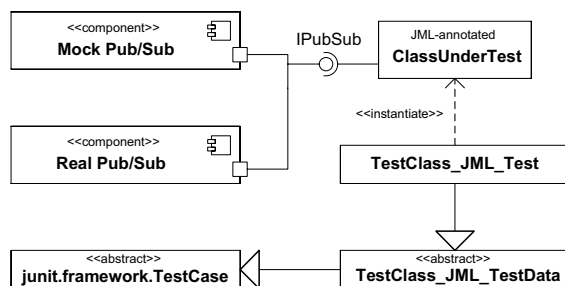 <<component>>
Mock Pub/Sub
IPubSub
JML-annotated
ClassUnderTest
<<instantiate>>
<<component>>
Real Pub/Sub
TestClass_JML_Test
<<abstract>>
junit.framework.TestCase
<<abstract>>
TestClass_JML_TestData